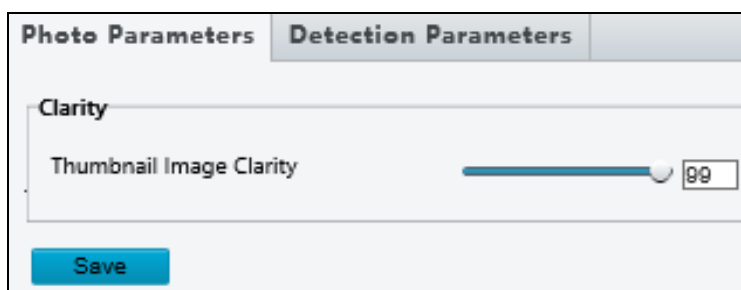 Photo Parameters Detection Parameters
Clarity
Thumbnail Image Clarity 99
Save